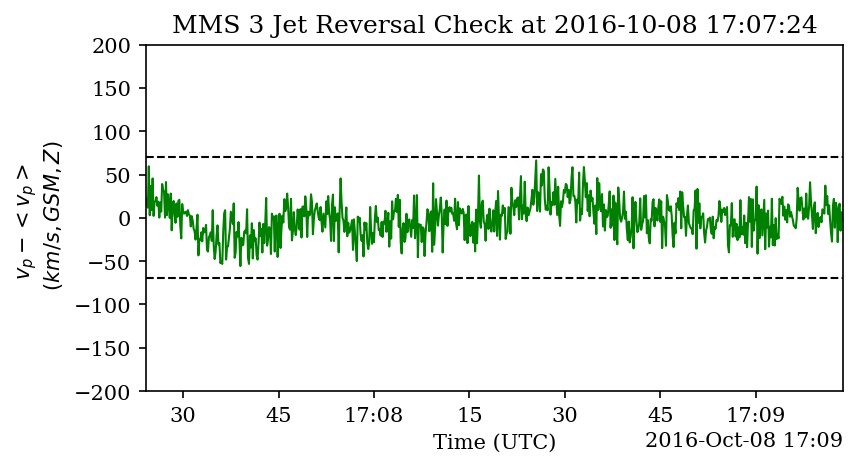 MMS 3 Jet Reversal Check at 2016-10-08 17:07:24
v_p − < v_p >
(km/s, GSM, Z)
200
150
100
50
0
−50
−100
−150
−200
30 45 17:08 15 30 45 17:09
Time (UTC)
2016-Oct-08 17:09